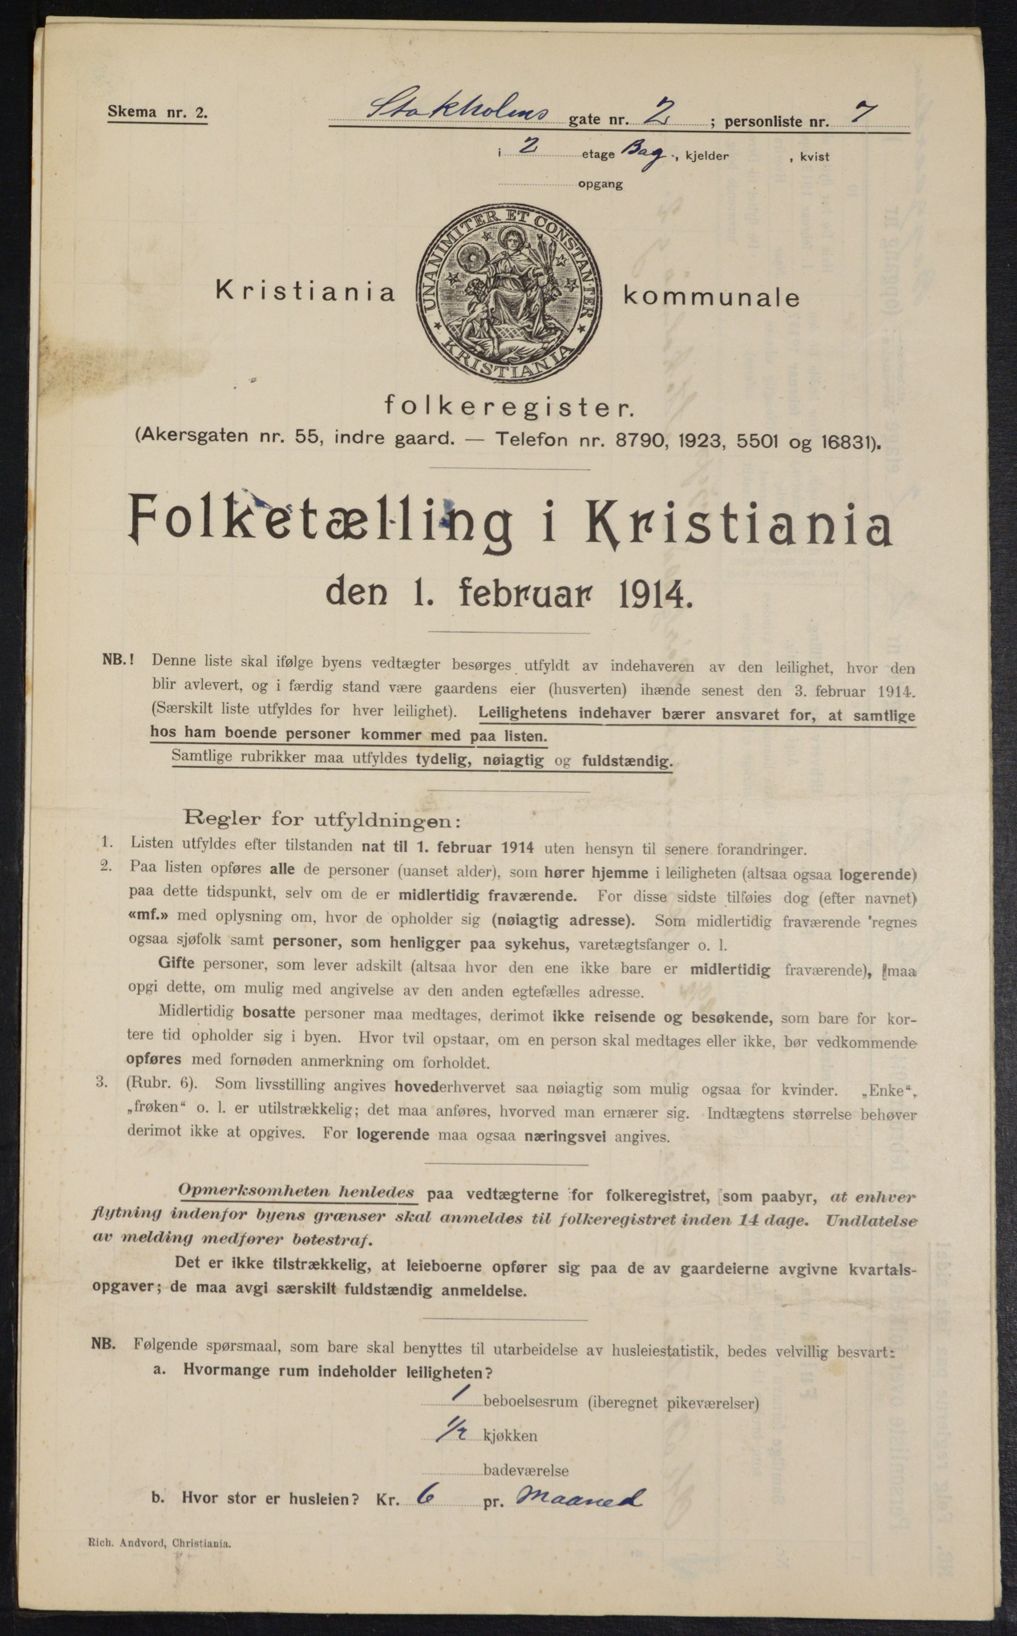 Skema nr. 2.
Stokholms gate nr. 2 ; personliste nr. 7
i 2 etage Bag., kjelder , kvist
opgang
Kristiania kommunale
UNANIMITER ET CONSTANTER
KRISTIANIA
folkeregister.
(Akersgaten nr. 55, indre gaard. — Telefon nr. 8790, 1923, 5501 og 16831).
Folketælling i Kristiania
den 1. februar 1914.
NB.! Denne liste skal ifølge byens vedtægter besørges utfyldt av indehaveren av den leilighet, hvor den
blir avlevert, og i færdig stand være gaardens eier (husverten) ihænde senest den 3. februar 1914.
(Særskilt liste utfyldes for hver leilighet). Leilighetens indehaver bærer ansvaret for, at samtlige
hos ham boende personer kommer med paa listen.
Samtlige rubrikker maa utfyldes tydelig, nøiagtig og fuldstændig.
Regler for utfyldningen:
1. Listen utfyldes efter tilstanden nat til 1. februar 1914 uten hensyn til senere forandringer.
2. Paa listen opføres alle de personer (uanset alder), som hører hjemme i leiligheten (altsaa ogsaa logerende)
paa dette tidspunkt, selv om de er midlertidig fraværende. For disse sidste tilføies dog (efter navnet)
«mf.» med oplysning om, hvor de opholder sig (nøiagtig adresse). Som midlertidig fraværende regnes
ogsaa sjøfolk samt personer, som henligger paa sykehus, varetægtsfanger o. l.
Gifte personer, som lever adskilt (altsaa hvor den ene ikke bare er midlertidig fraværende), maa
opgi dette, om mulig med angivelse av den anden egtefælles adresse.
Midlertidig bosatte personer maa medtages, derimot ikke reisende og besøkende, som bare for kor-
tere tid opholder sig i byen. Hvor tvil opstaar, om en person skal medtages eller ikke, bør vedkommende
opføres med fornøden anmerkning om forholdet.
3. (Rubr. 6). Som livsstilling angives hovederhvervet saa nøiagtig som mulig ogsaa for kvinder. „Enke“,
„frøken“ o. l. er utilstrækkelig; det maa anføres, hvorved man ernærer sig. Indtægtens størrelse behøver
derimot ikke at opgives. For logerende maa ogsaa næringsvei angives.
Opmerksomheten henledes paa vedtægterne for folkeregistret, som paabyr, at enhver
flytning indenfor byens grænser skal anmeldes til folkeregistret inden 14 dage. Undlatelse
av melding medfører bøtestraf.
Det er ikke tilstrækkelig, at leieboerne opfører sig paa de av gaardeierne avgivne kvartals-
opgaver; de maa avgi særskilt fuldstændig anmeldelse.
NB. Følgende spørsmaal, som bare skal benyttes til utarbeidelse av husleiestatistik, bedes velvillig besvart:
a. Hvormange rum indeholder leiligheten?
1 beboelsesrum (iberegnet pikeværelser)
1/2 kjøkken
badeværelse
b. Hvor stor er husleien? Kr. 6 pr. Maaned
Rich. Andvord, Christiania.